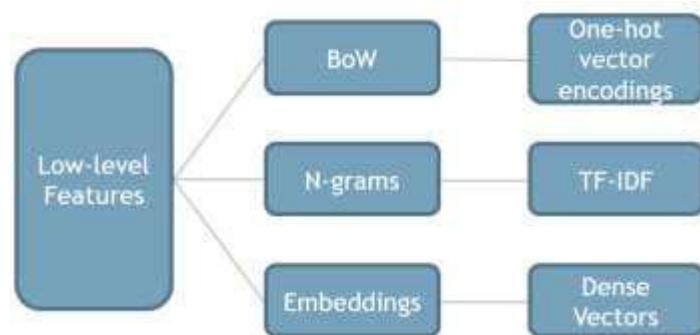 Low-level
Features
BoW
One-hot
vector
encodings
N-grams
TF-IDF
Embeddings
Dense
Vectors